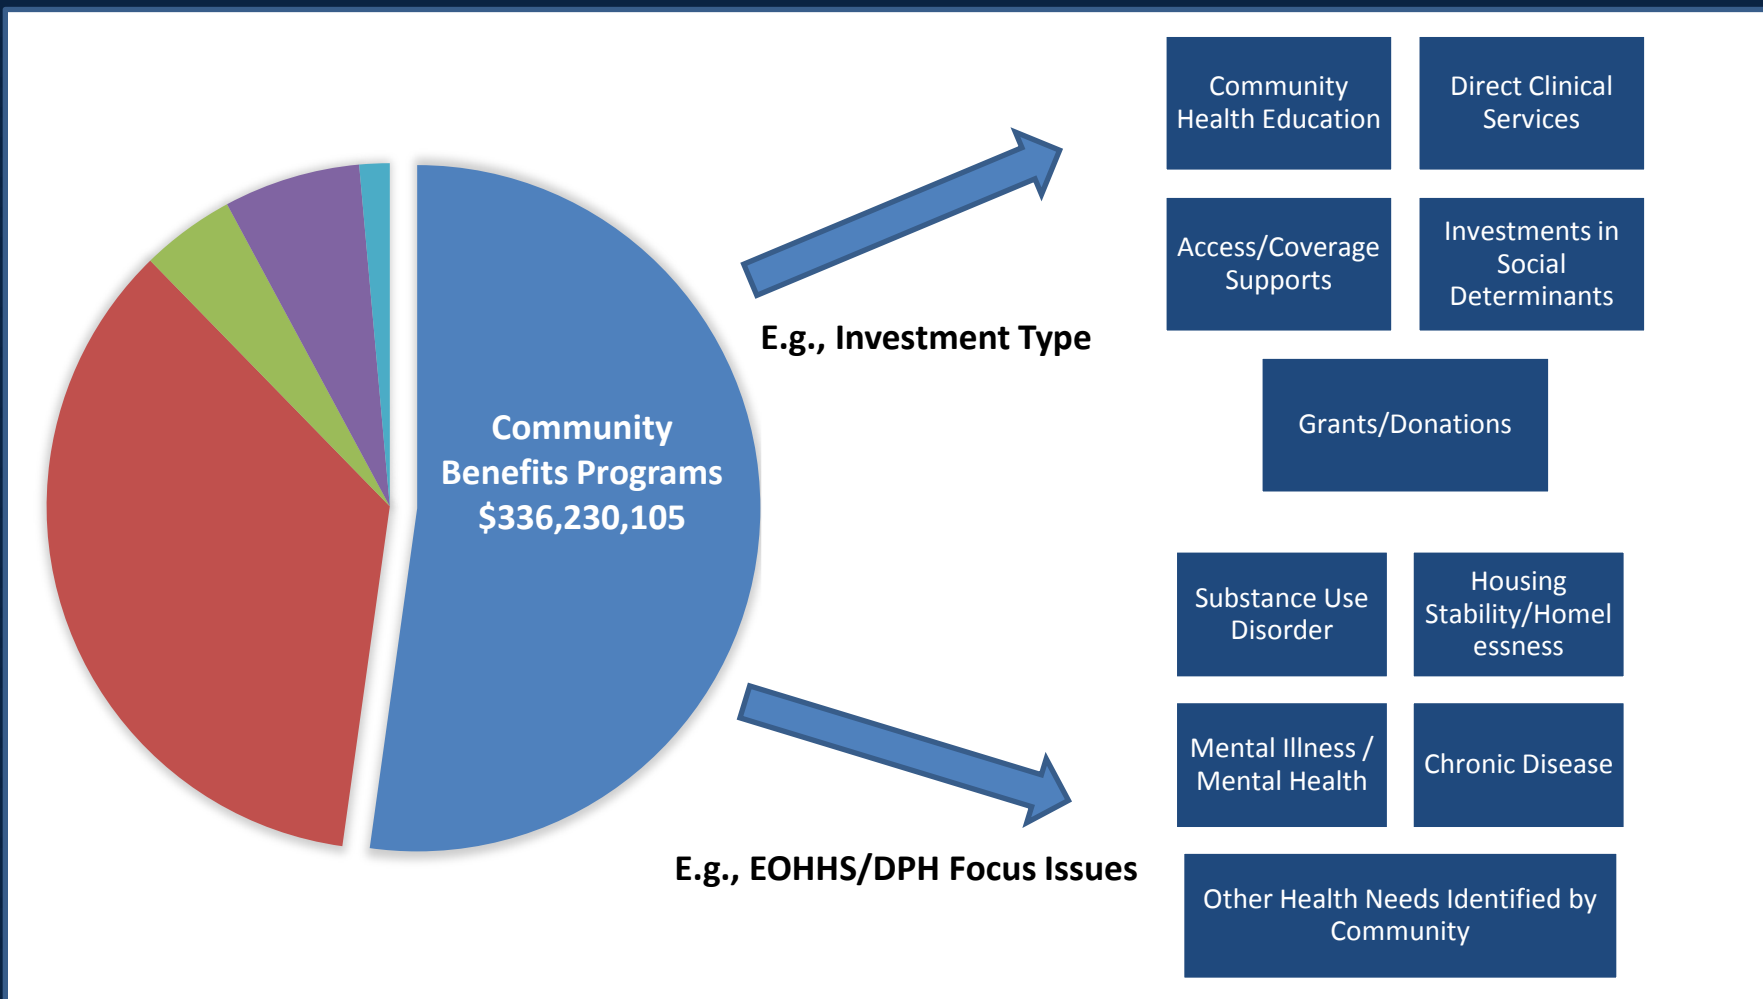 Community
Benefits Programs
$336,230,105
E.g., Investment Type
Community
Health Education
Direct Clinical
Services
Access/Coverage
Supports
Investments in
Social
Determinants
Grants/Donations
E.g., EOHHS/DPH Focus Issues
Substance Use
Disorder
Housing
Stability/Homel
essness
Mental Illness /
Mental Health
Chronic Disease
Other Health Needs Identified by
Community